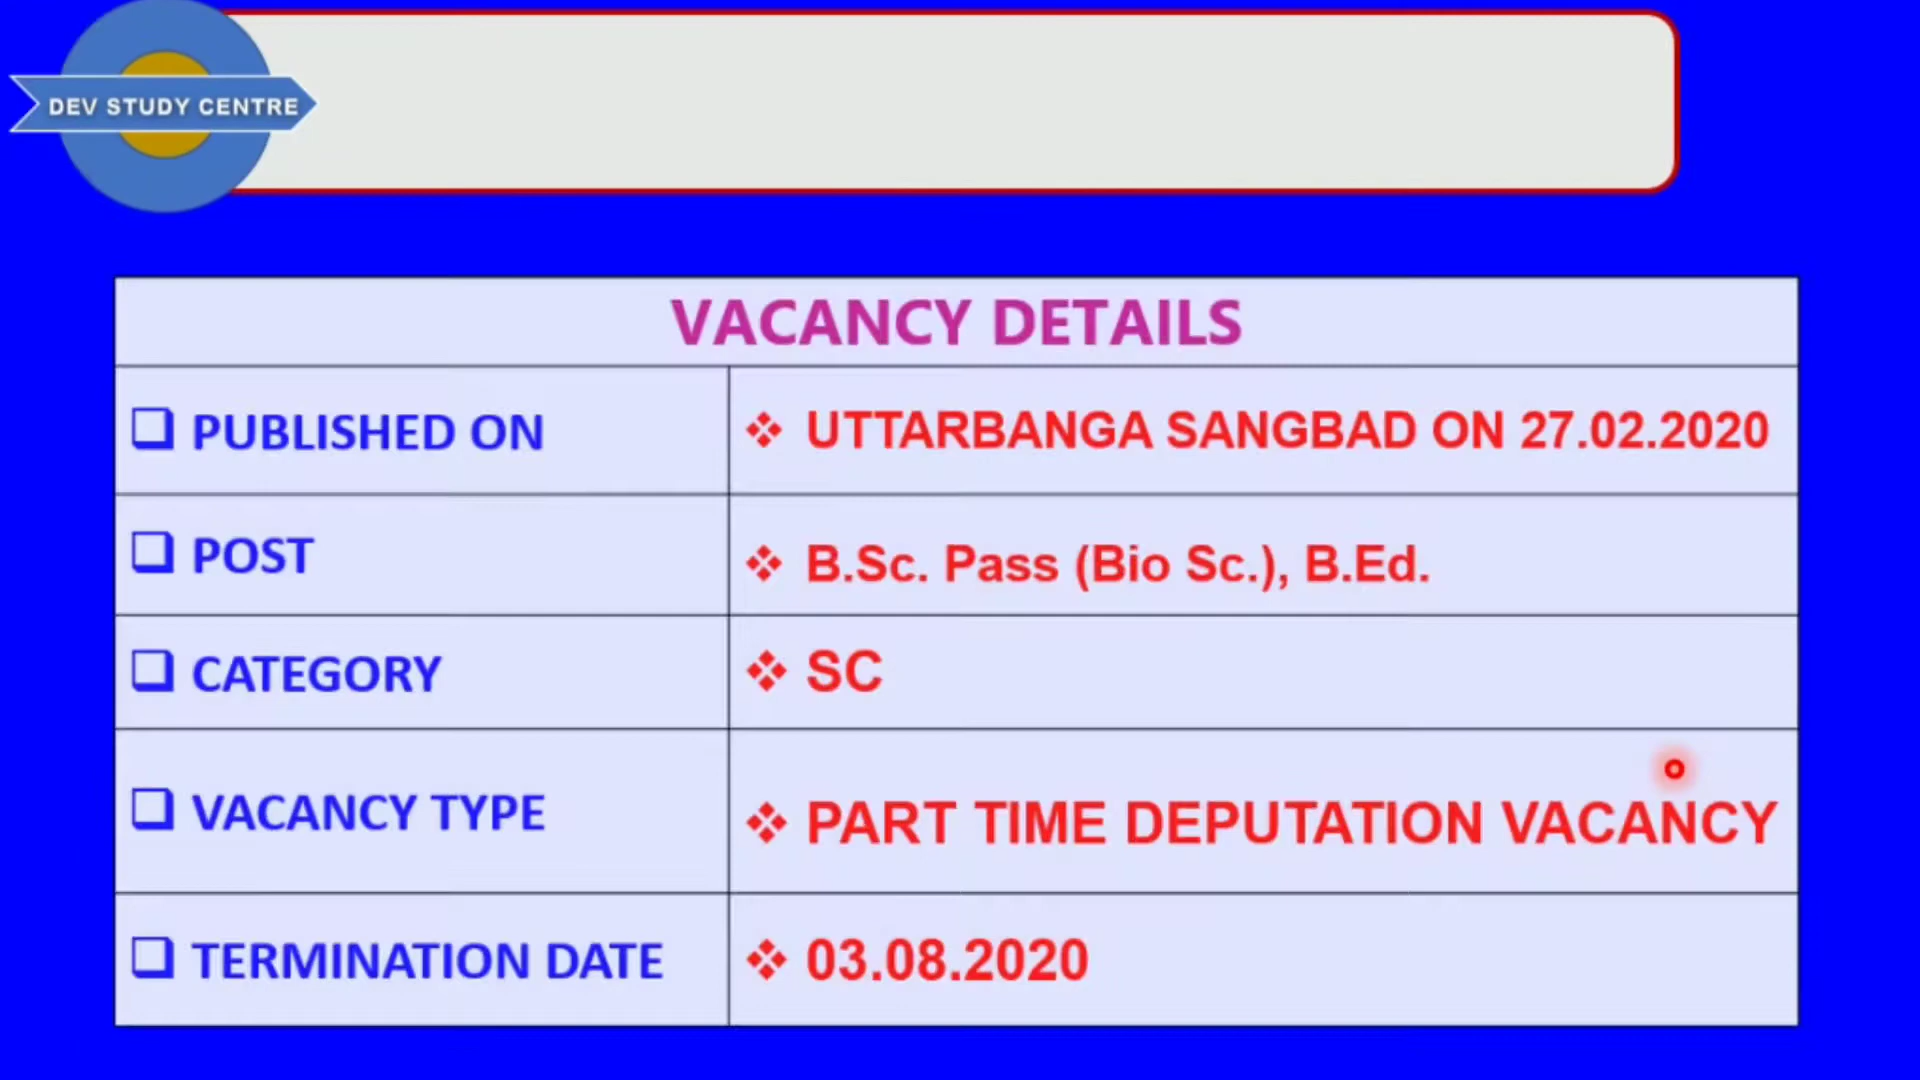 DEV STUDY CENTRE
VACANCY DETAILS
PUBLISHED ON
UTTARBANGA SANGBAD ON 27.02.2020
POST
B.Sc. Pass (Bio Sc.), B.Ed.
CATEGORY
SC
VACANCY TYPE
PART TIME DEPUTATION VACANCY
TERMINATION DATE
03.08.2020